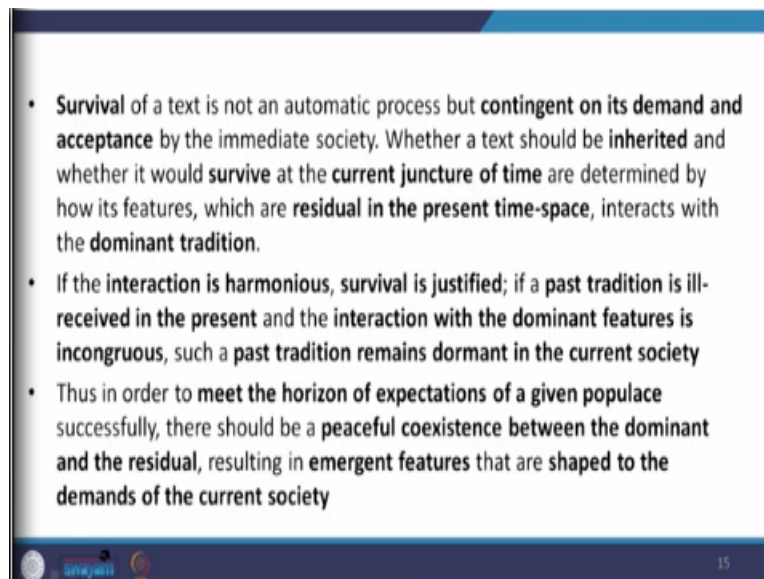 • Survival of a text is not an automatic process but contingent on its demand and
acceptance by the immediate society. Whether a text should be inherited and
whether it would survive at the current juncture of time are determined by
how its features, which are residual in the present time-space, interacts with
the dominant tradition.
• If the interaction is harmonious, survival is justified; if a past tradition is ill-
received in the present and the interaction with the dominant features is
incongruous, such a past tradition remains dormant in the current society
• Thus in order to meet the horizon of expectations of a given populace
successfully, there should be a peaceful coexistence between the dominant
and the residual, resulting in emergent features that are shaped to the
demands of the current society
swayam 15